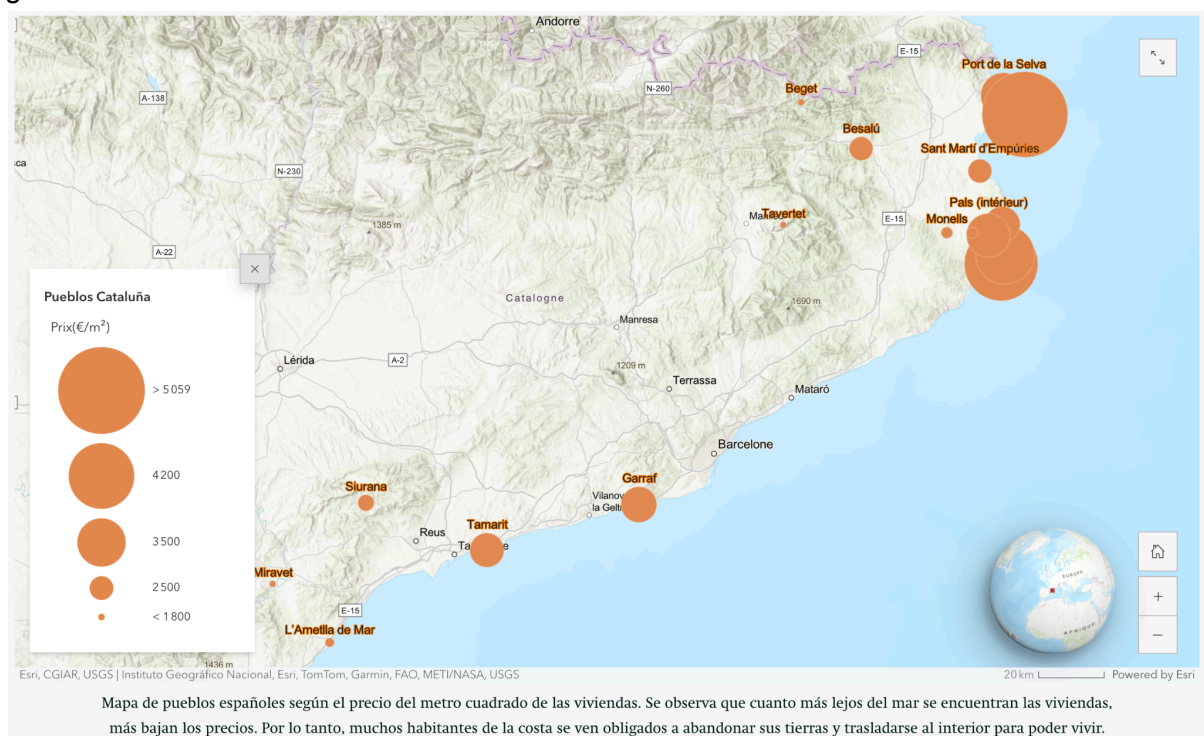 Andorre
E-15
Port de la Selva
N-260
Beget
A-138
Besalú
Sant Martí d'Empúries
N-230
Pals (intérieur)
Tavertet
Monells
E-15
1385 m
A-22
Pueblos Cataluña
Prix(€/m²)
> 5 059
4 200
3 500
2 500
< 1 800
Catalogne
1690 m
Manresa
Lérida
A-2
1209 m
Terrassa
Mataró
Barcelone
Siurana
Garraf
Vilanov
la Gelt
Reus
Tamarit
Miravet
E-15
L'Ametlla de Mar
EUROPE
AFRIQUE
1436 m
Esri, CGIAR, USGS | Instituto Geográfico Nacional, Esri, TomTom, Garmin, FAO, METI/NASA, USGS
20 km
Powered by Esri
Mapa de pueblos españoles según el precio del metro cuadrado de las viviendas. Se observa que cuanto más lejos del mar se encuentran las viviendas,
más bajan los precios. Por lo tanto, muchos habitantes de la costa se ven obligados a abandonar sus tierras y trasladarse al interior para poder vivir.